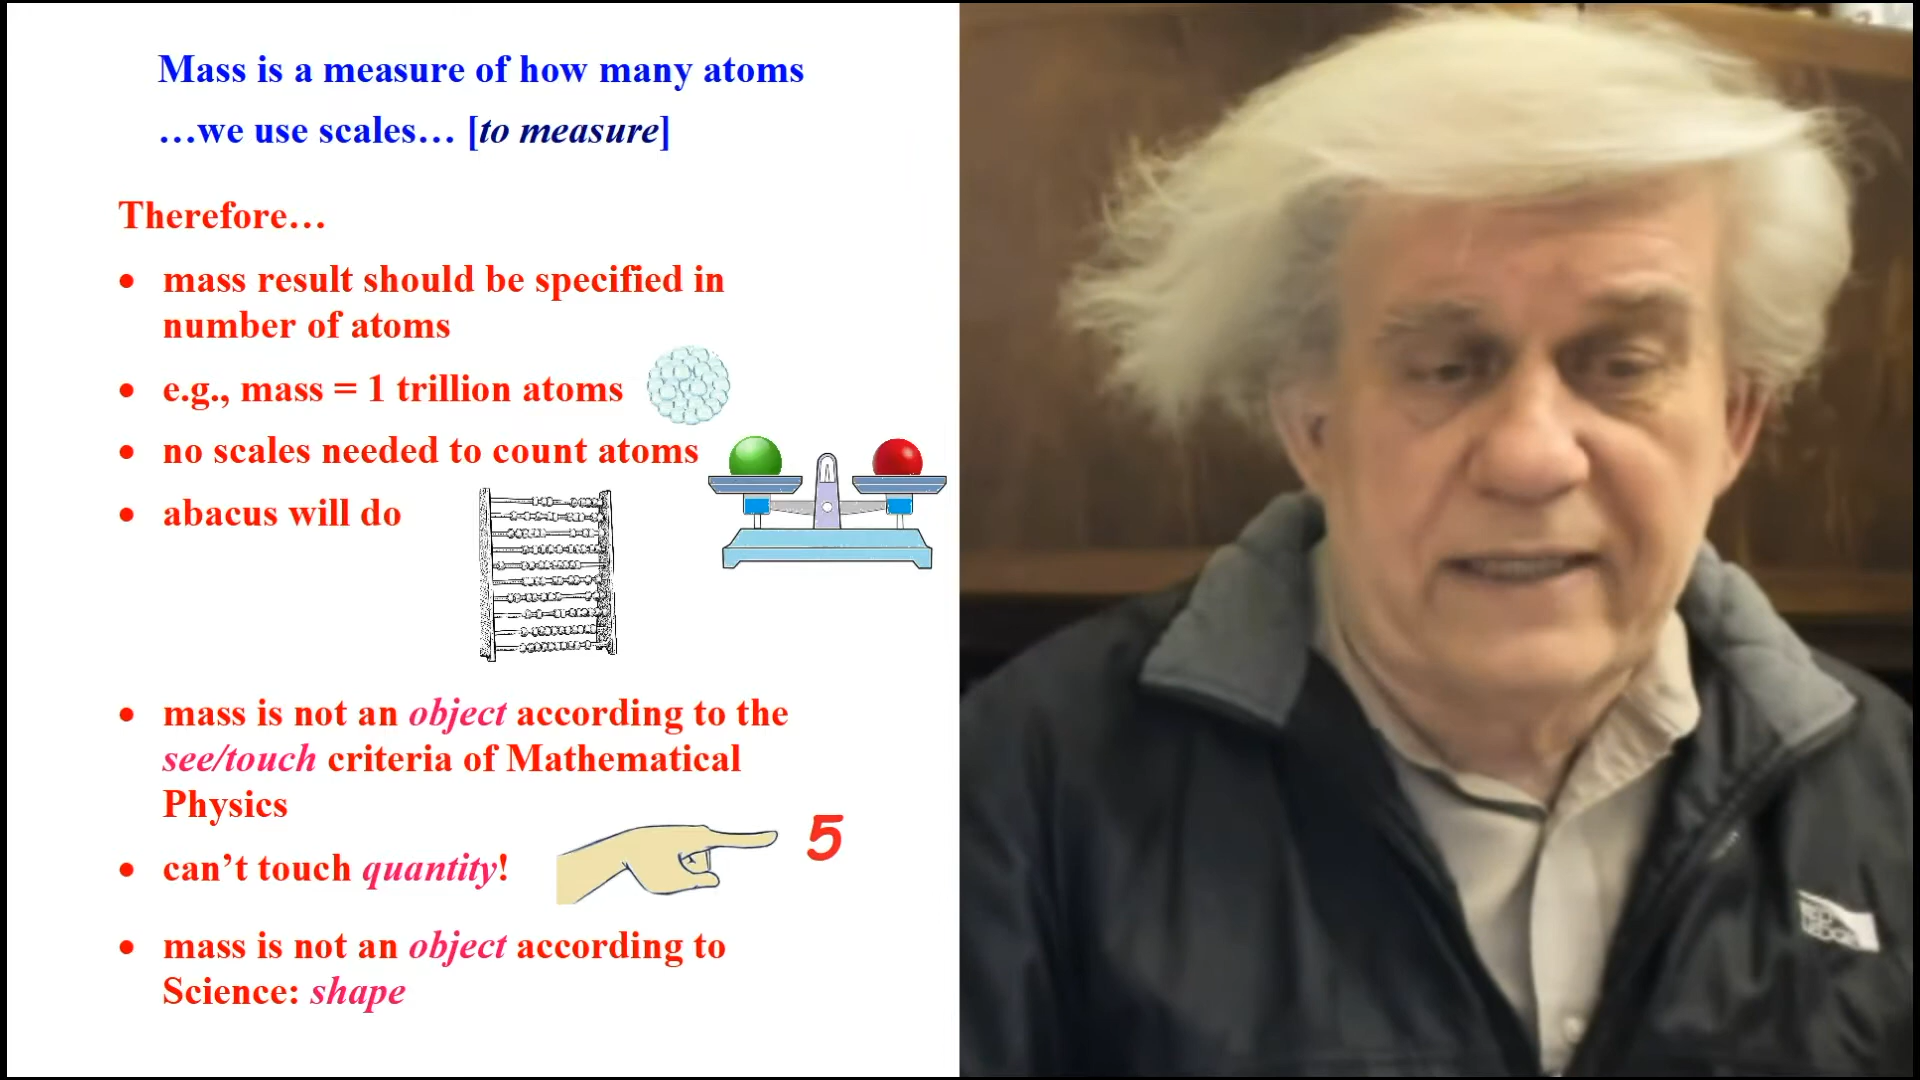 Mass is a measure of how many atoms
…we use scales… [to measure]
Therefore…
• mass result should be specified in
number of atoms
• e.g., mass = 1 trillion atoms
• no scales needed to count atoms
• abacus will do
• mass is not an object according to the
see/touch criteria of Mathematical
Physics
• can’t touch quantity!
5
• mass is not an object according to
Science: shape